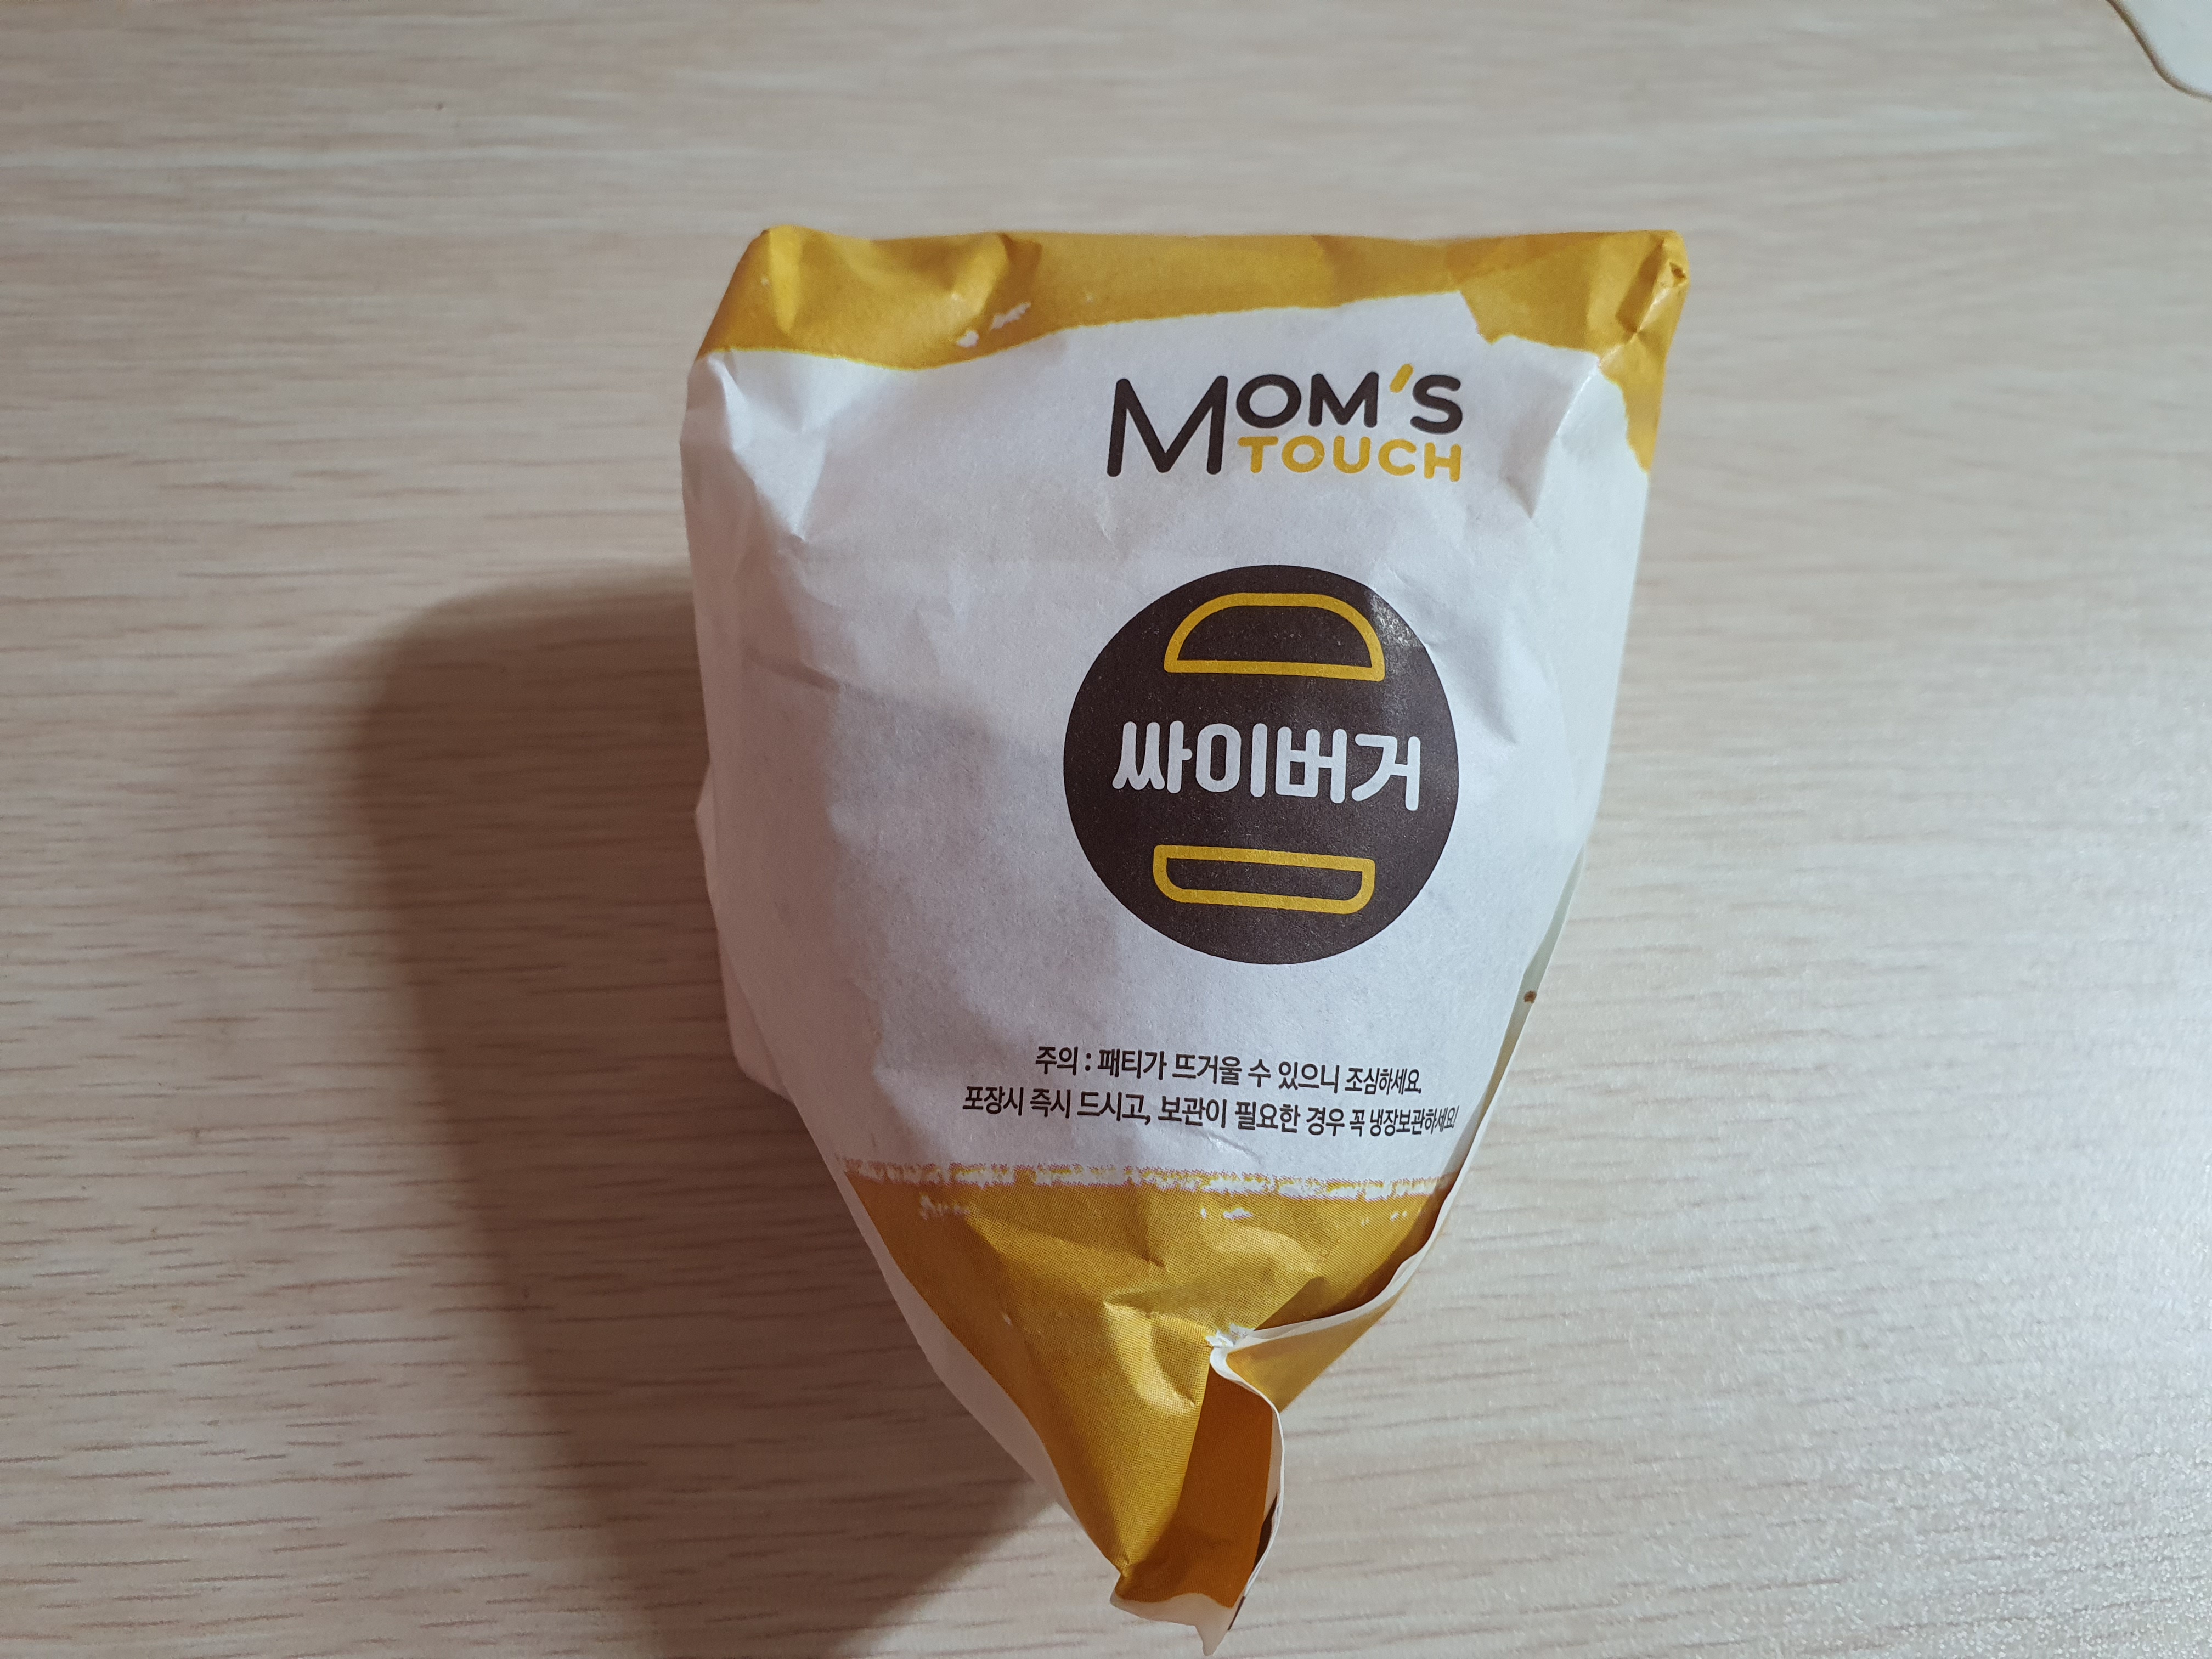 MOM'S
TOUCH
싸이버거
주의 : 패티가 뜨거울 수 있으니 조심하세요.
포장시 즉시 드시고, 보관이 필요한 경우 꼭 냉장보관하세요!